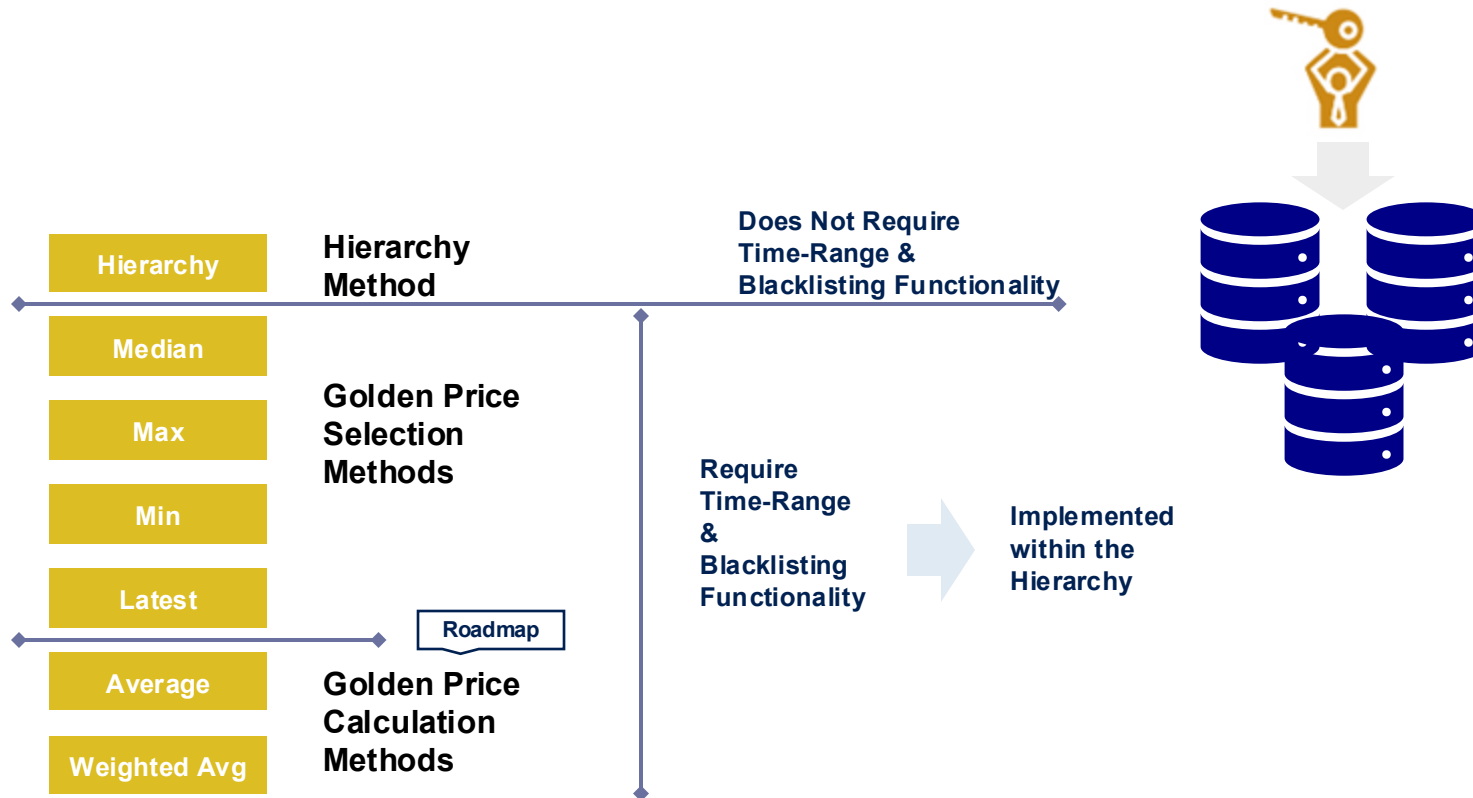 Hierarchy
Hierarchy
Method
Does Not Require
Time-Range &
Blacklisting Functionality
Median
Max
Min
Latest
Golden Price
Selection
Methods
Require
Time-Range
&
Blacklisting
Functionality
Implemented
within the
Hierarchy
Roadmap
Average
Weighted Avg
Golden Price
Calculation
Methods